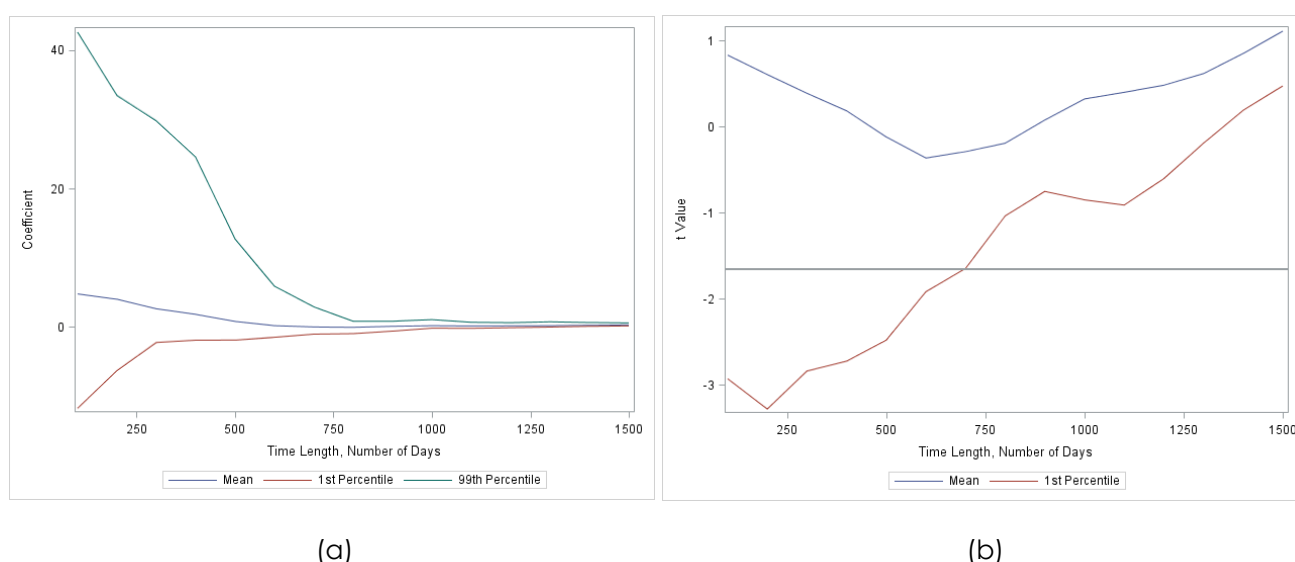 40
20
0
Coefficient
250 500 750 1000 1250 1500
Time Length, Number of Days
Mean 1st Percentile 99th Percentile
(a)
1
0
-1
-2
-3
t Value
250 500 750 1000 1250 1500
Time Length, Number of Days
Mean 1st Percentile
(b)